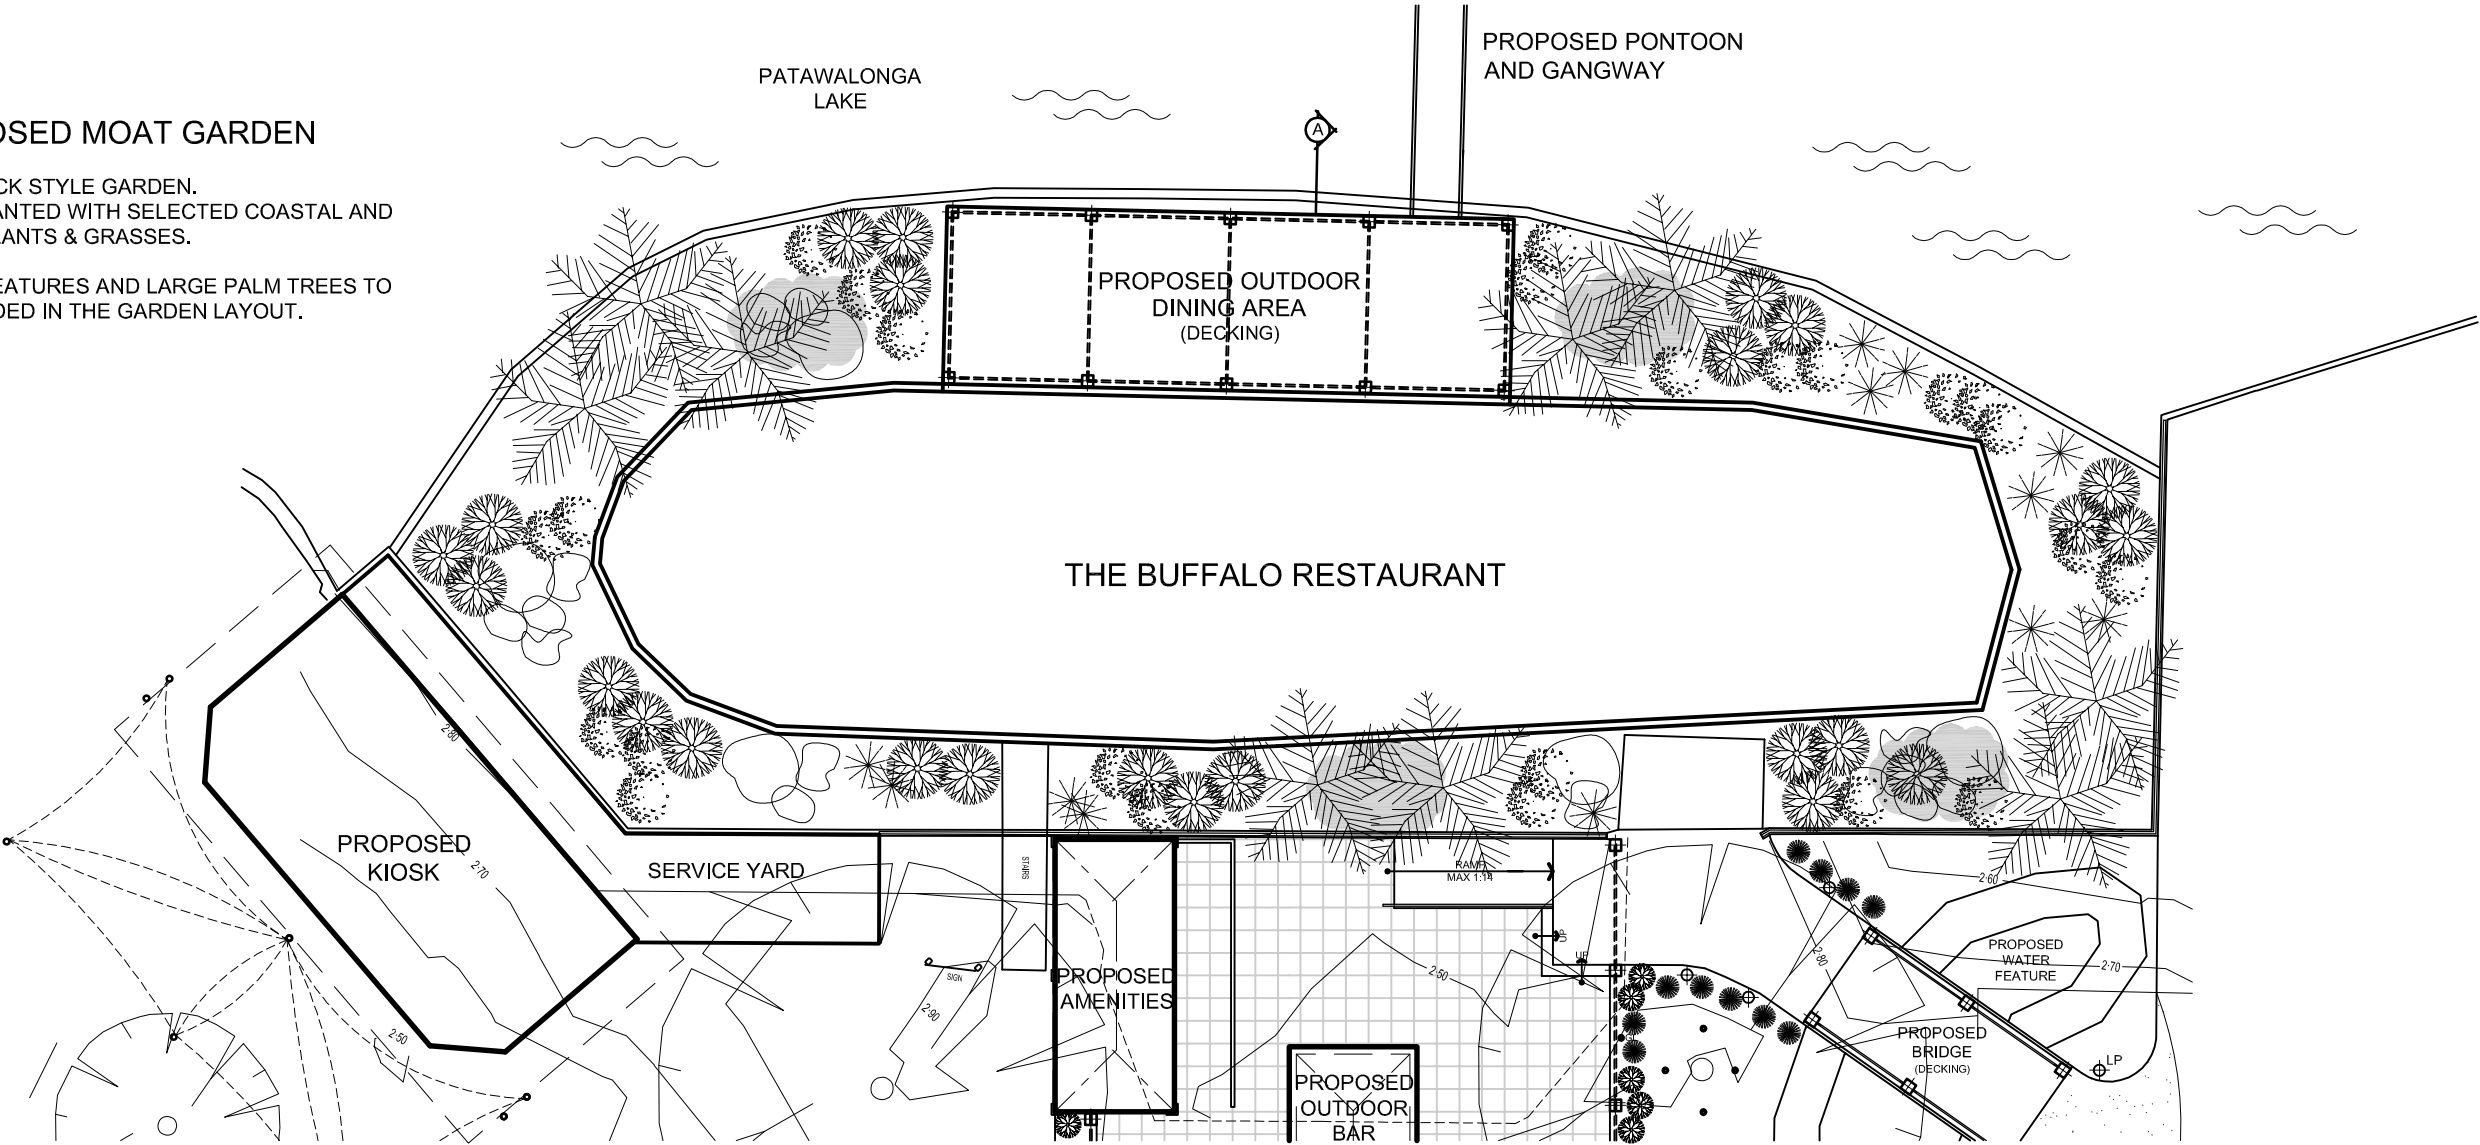 PROPOSED PONTOON
AND GANGWAY
PATAWALONGA
LAKE
A
OSED MOAT GARDEN
CK STYLE GARDEN.
ANTED WITH SELECTED COASTAL AND
LANTS & GRASSES.
EATURES AND LARGE PALM TREES TO
DED IN THE GARDEN LAYOUT.
PROPOSED OUTDOOR
DINING AREA
(DECKING)
THE BUFFALO RESTAURANT
2·80
PROPOSED
KIOSK
2·70
SERVICE YARD
STAIRS
RAMP
MAX 1:14
2·60
UP
UP
PROPOSED
WATER
FEATURE
2·80
2·70
SIGN
2·90
PROPOSED
AMENITIES
2·50
2·50
PROPOSED
BRIDGE
(DECKING)
LP
PROPOSED
OUTDOOR
BAR